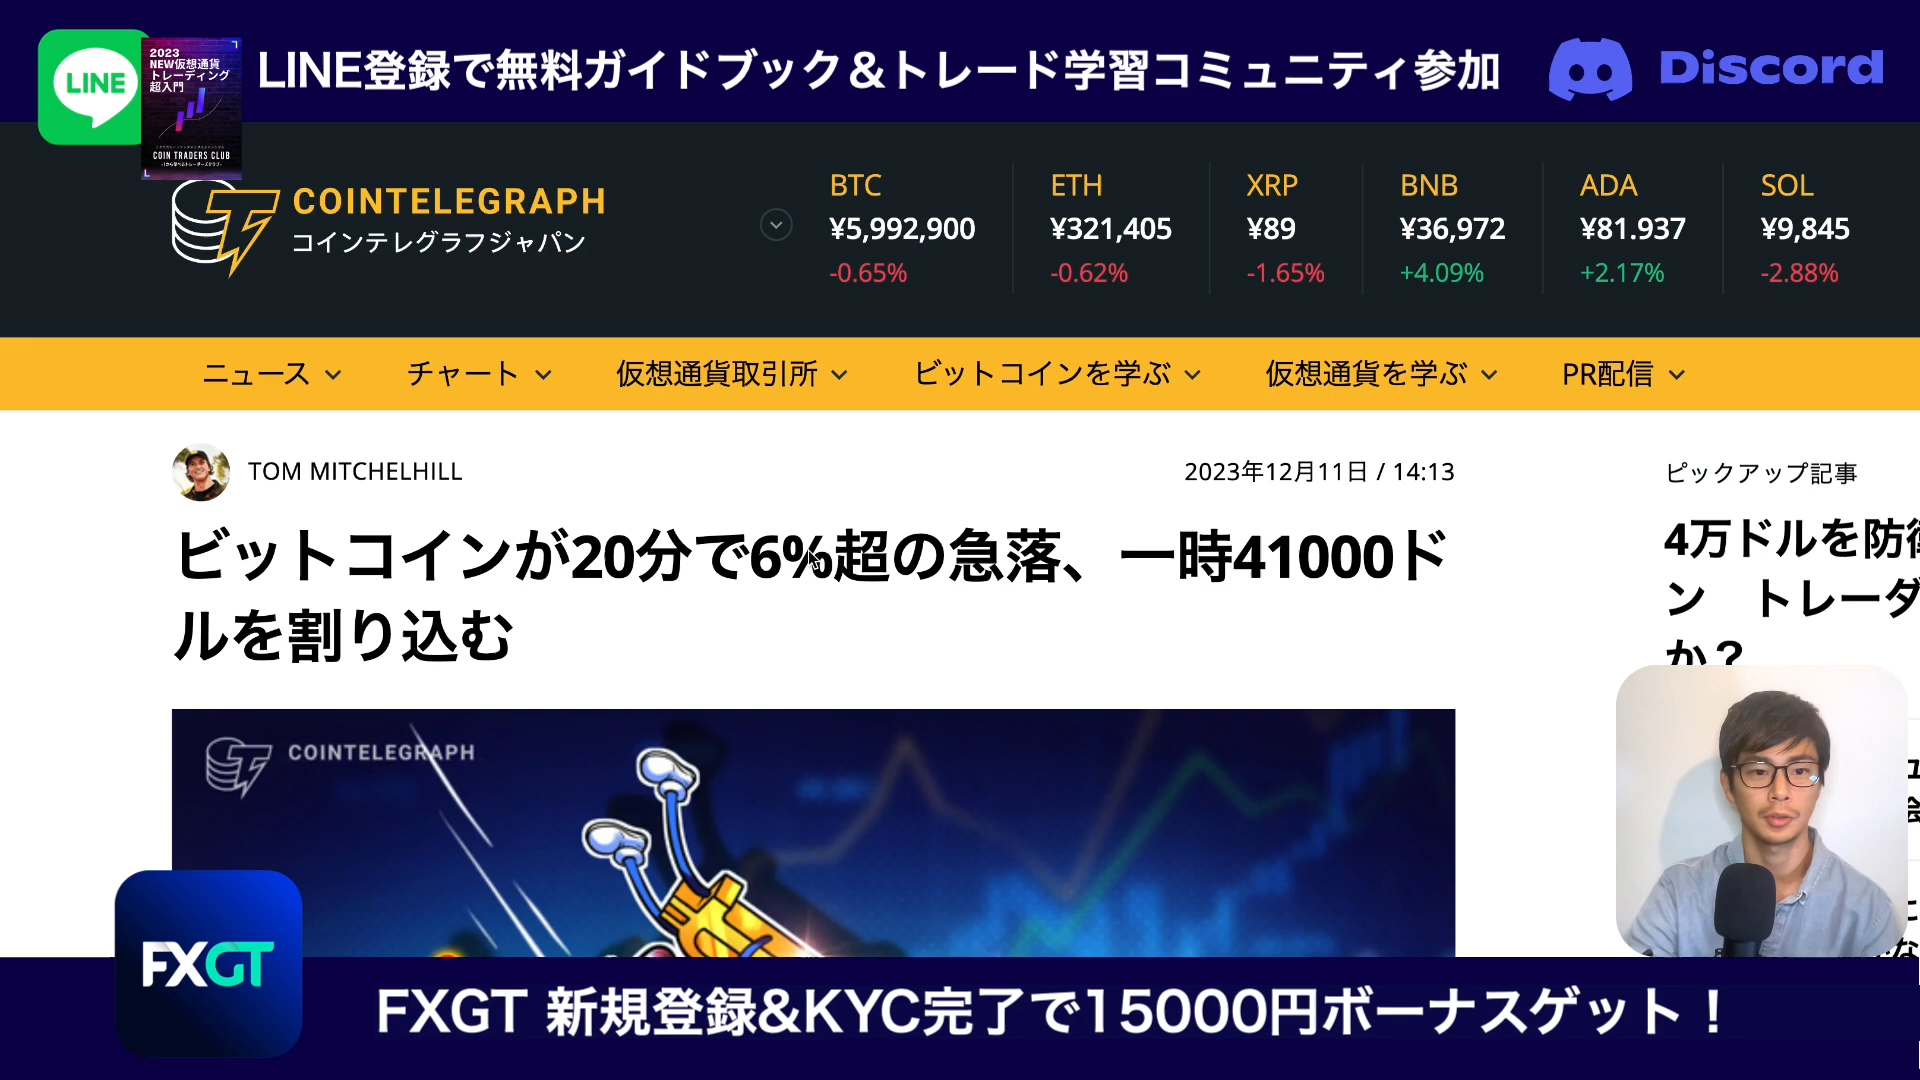 LINE
2023
NEW仮想通貨
トレーディング
超入門
COIN TRADERS CLUB
LINE登録で無料ガイドブック&トレード学習コミュニティ参加
Discord
COINTELEGRAPH
コインテレグラフジャパン
BTC
¥5,992,900
-0.65%
ETH
¥321,405
-0.62%
XRP
¥89
-1.65%
BNB
¥36,972
+4.09%
ADA
¥81.937
+2.17%
SOL
¥9,845
-2.88%
ニュース
チャート
仮想通貨取引所
ビットコインを学ぶ
仮想通貨を学ぶ
PR配信
TOM MITCHELHILL
2023年12月11日 / 14:13
ビットコインが20分で6%超の急落、一時41000ド
ルを割り込む
ピックアップ記事
4万ドルを防
ン　トレーダ
か？
COINTELEGRAPH
FXGT
FXGT 新規登録&KYC完了で15000円ボーナスゲット！